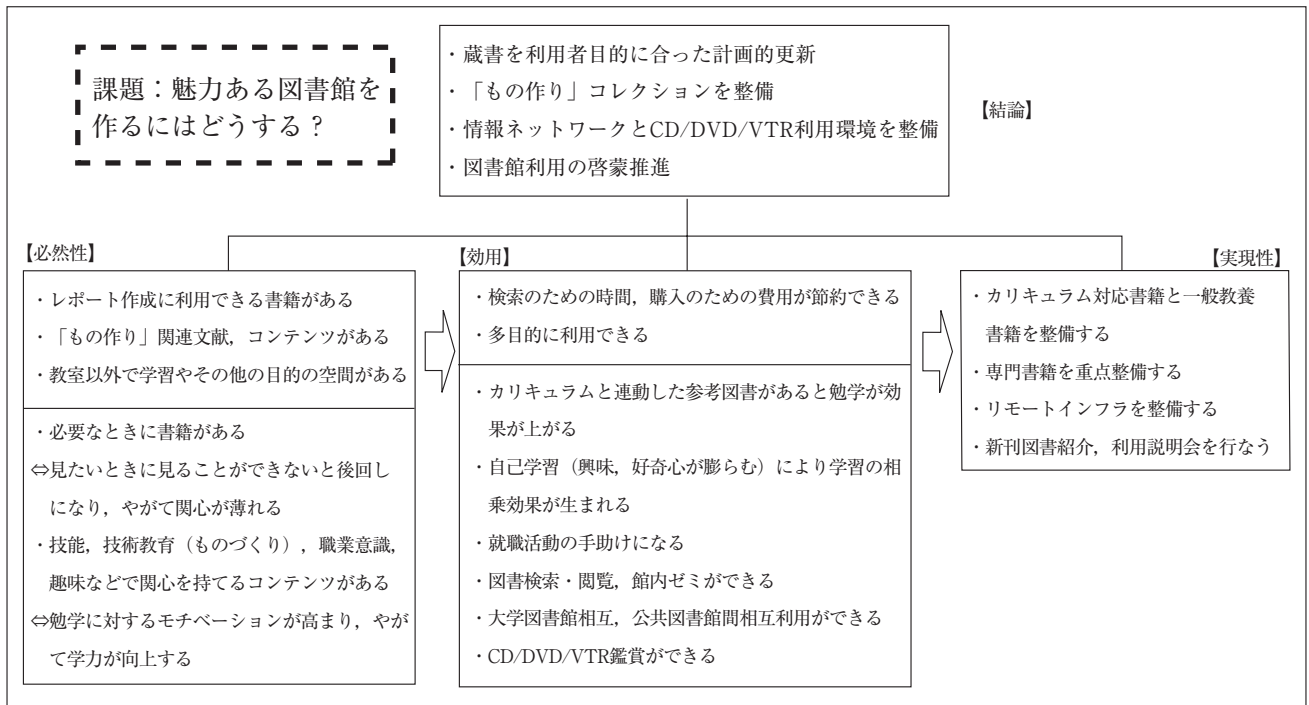 課題：魅力ある図書館を
作るにはどうする？
・蔵書を利用者目的に合った計画的更新
・「もの作り」コレクションを整備
・情報ネットワークとCD/DVD/VTR利用環境を整備
・図書館利用の啓蒙推進
【結論】
【必然性】
・レポート作成に利用できる書籍がある
・「もの作り」関連文献，コンテンツがある
・教室以外で学習やその他の目的の空間がある
・必要なときに書籍がある
⇔見たいときに見ることができないと後回し
になり，やがて関心が薄れる
・技能，技術教育（ものづくり），職業意識，
趣味などで関心を持てるコンテンツがある
⇔勉学に対するモチベーションが高まり，やが
て学力が向上する
【効用】
・検索のための時間，購入のための費用が節約できる
・多目的に利用できる
・カリキュラムと連動した参考図書があると勉学が効
果が上がる
・自己学習（興味，好奇心が膨らむ）により学習の相
乗効果が生まれる
・就職活動の手助けになる
・図書検索・閲覧，館内ゼミができる
・大学図書館相互，公共図書館間相互利用ができる
・CD/DVD/VTR鑑賞ができる
【実現性】
・カリキュラム対応書籍と一般教養
書籍を整備する
・専門書籍を重点整備する
・リモートインフラを整備する
・新刊図書紹介，利用説明会を行なう